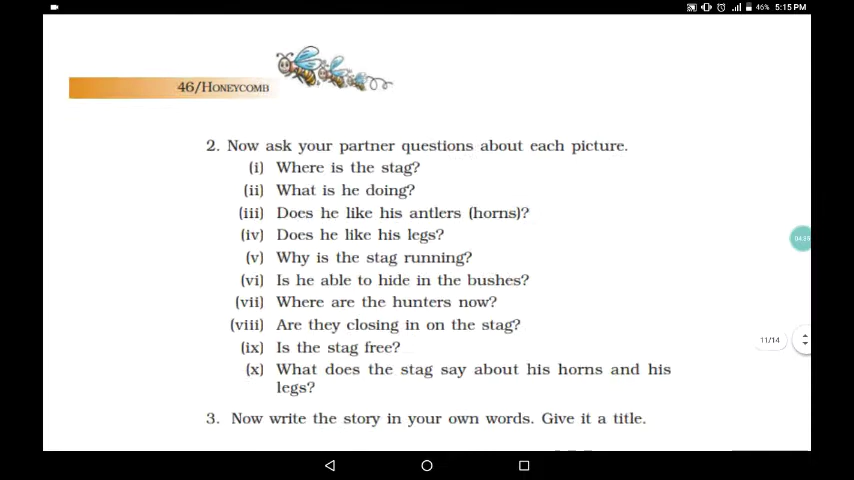 46% 5:15 PM
46/HONEYCOMB
2. Now ask your partner questions about each picture.
(i) Where is the stag?
(ii) What is he doing?
(iii) Does he like his antlers (horns)?
(iv) Does he like his legs?
(v) Why is the stag running?
(vi) Is he able to hide in the bushes?
(vii) Where are the hunters now?
(viii) Are they closing in on the stag?
(ix) Is the stag free?
(x) What does the stag say about his horns and his
legs?
3. Now write the story in your own words. Give it a title.
11/14